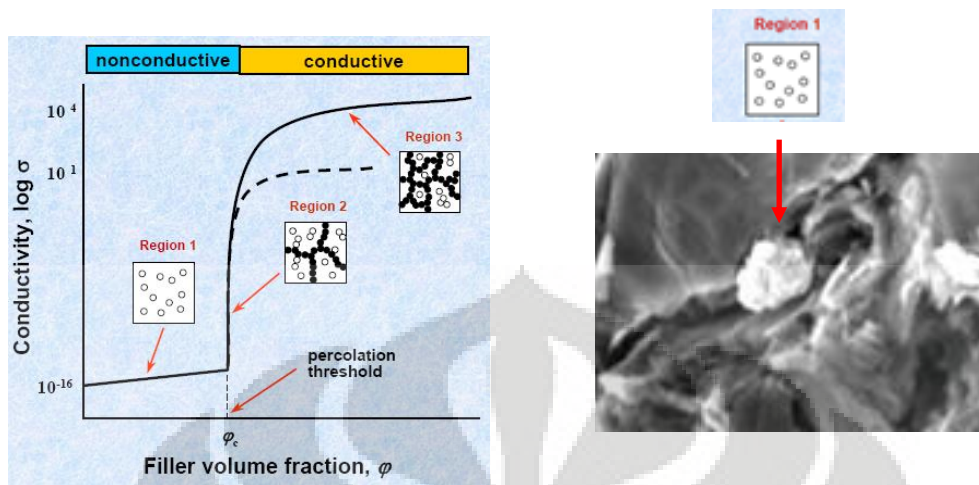 nonconductive
conductive
Conductivity, log σ
10 4
10 1
10-16
Region 1
Region 2
Region 3
percolation
threshold
φc
Filler volume fraction, φ
Region 1